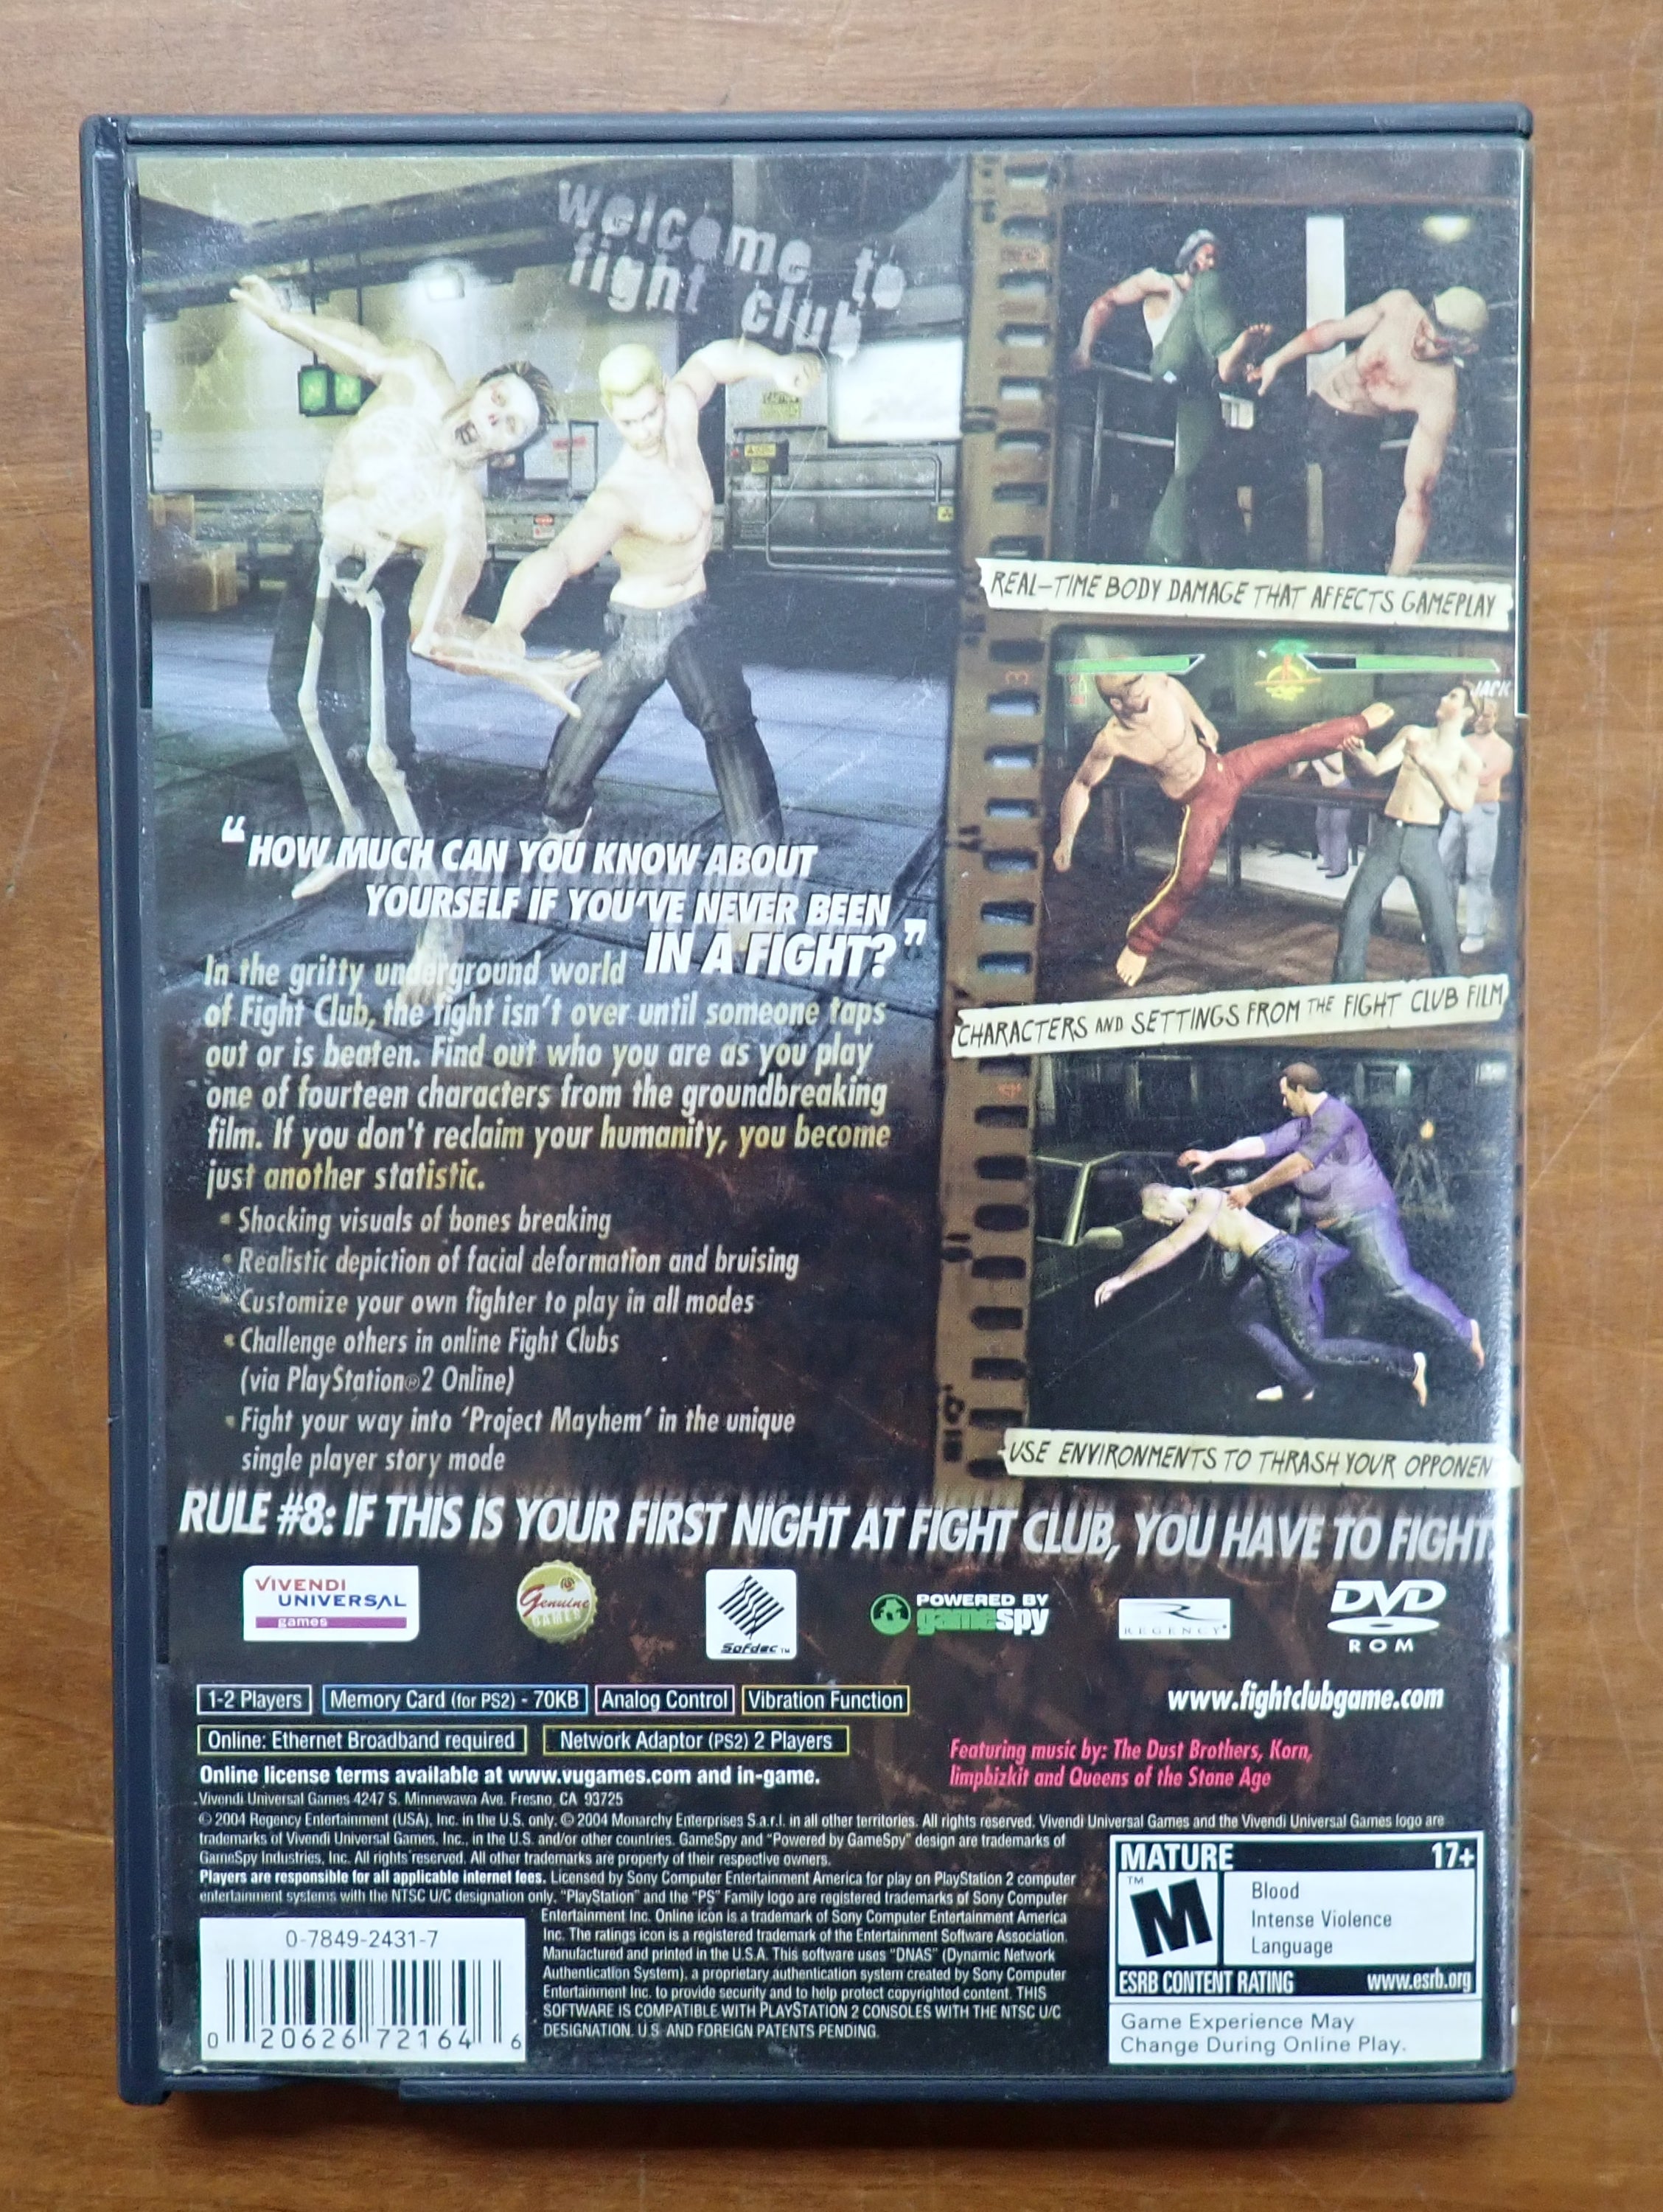 welcome to
fight club
REAL-TIME BODY DAMAGE THAT AFFECTS GAMEPLAY
JACK
CHARACTERS AND SETTINGS FROM THE FIGHT CLUB FILM
USE ENVIRONMENTS TO THRASH YOUR OPPONEN
“HOW MUCH CAN YOU KNOW ABOUT
YOURSELF IF YOU’VE NEVER BEEN
IN A FIGHT?”
In the gritty underground world
of Fight Club, the fight isn’t over until someone taps
out or is beaten. Find out who you are as you play
one of fourteen characters from the groundbreaking
film. If you don't reclaim your humanity, you become
just another statistic.
• Shocking visuals of bones breaking
• Realistic depiction of facial deformation and bruising
• Customize your own fighter to play in all modes
• Challenge others in online Fight Clubs
(via PlayStation®2 Online)
• Fight your way into ‘Project Mayhem’ in the unique
single player story mode
RULE #8: IF THIS IS YOUR FIRST NIGHT AT FIGHT CLUB, YOU HAVE TO FIGHT
VIVENDI
UNIVERSAL
games
Genuine
GAMES
Sofdec™
POWERED BY
gamespy
REGENCY®
DVD
ROM
1-2 Players
Memory Card (for PS2) - 70KB
Analog Control
Vibration Function
www.fightclubgame.com
Online: Ethernet Broadband required
Network Adaptor (PS2) 2 Players
Featuring music by: The Dust Brothers, Korn,
limpbizkit and Queens of the Stone Age
Online license terms available at www.vugames.com and in-game.
Vivendi Universal Games 4247 S. Minnewawa Ave. Fresno, CA 93725
© 2004 Regency Entertainment (USA), Inc. in the U.S. only. © 2004 Monarchy Enterprises S.a.r.l. in all other territories. All rights reserved. Vivendi Universal Games and the Vivendi Universal Games logo are
trademarks of Vivendi Universal Games, Inc., in the U.S. and/or other countries. GameSpy and “Powered by GameSpy” design are trademarks of
GameSpy Industries, Inc. All rights reserved. All other trademarks are property of their respective owners.
Players are responsible for all applicable internet fees. Licensed by Sony Computer Entertainment America for play on PlayStation 2 computer
entertainment systems with the NTSC U/C designation only. “PlayStation” and the “PS” Family logo are registered trademarks of Sony Computer
Entertainment Inc. Online icon is a trademark of Sony Computer Entertainment America
Inc. The ratings icon is a registered trademark of the Entertainment Software Association.
Manufactured and printed in the U.S.A. This software uses “DNAS” (Dynamic Network
Authentication System), a proprietary authentication system created by Sony Computer
Entertainment Inc. to provide security and to help protect copyrighted content. THIS
SOFTWARE IS COMPATIBLE WITH PLAYSTATION 2 CONSOLES WITH THE NTSC U/C
DESIGNATION. U.S. AND FOREIGN PATENTS PENDING.
0-7849-2431-7
0 20626 72164 6
MATURE 17+
™
M
Blood
Intense Violence
Language
ESRB CONTENT RATING www.esrb.org
Game Experience May
Change During Online Play.